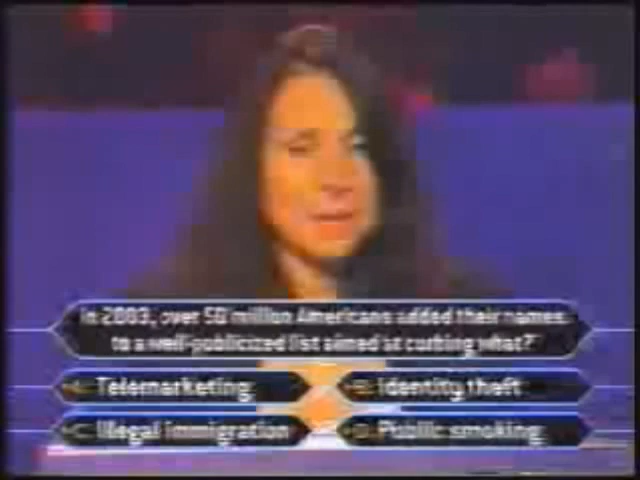 In 2003, over 50 million Americans added their names
to a well-publicized list aimed at curbing what?
A: Telemarketing
B: Identity theft
C: Illegal immigration
D: Public smoking